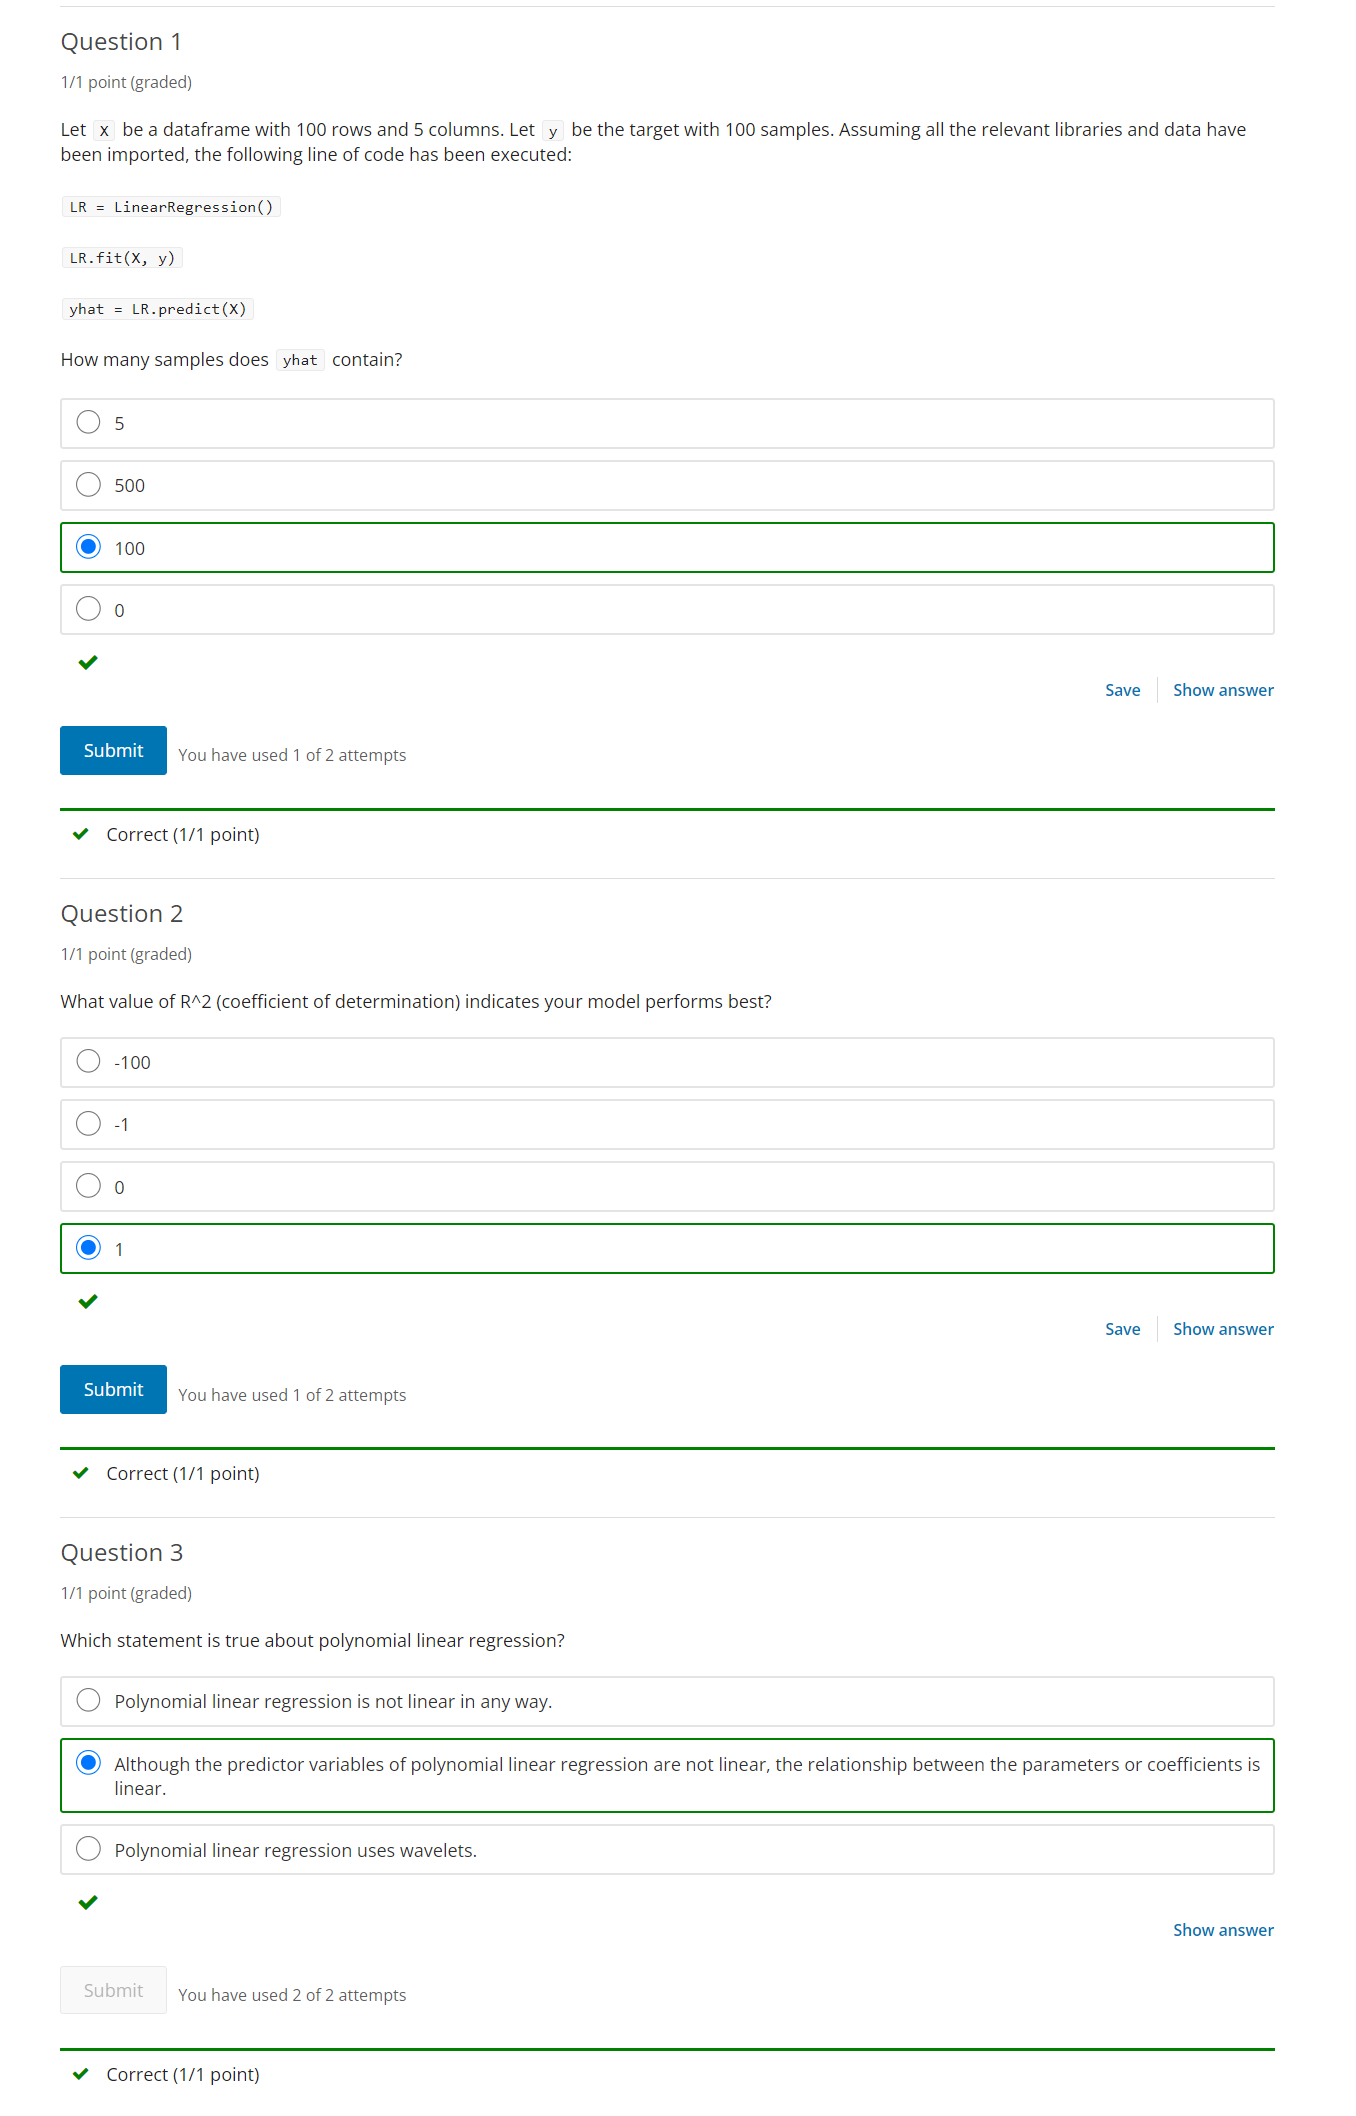 Question 1
1/1 point (graded)
Let X be a dataframe with 100 rows and 5 columns. Let y be the target with 100 samples. Assuming all the relevant libraries and data have
been imported, the following line of code has been executed:
LR = LinearRegression()
LR.fit(X, y)
yhat = LR.predict(X)
How many samples does yhat contain?
5
500
100
0
Save Show answer
Submit You have used 1 of 2 attempts
Correct (1/1 point)
Question 2
1/1 point (graded)
What value of R^2 (coefficient of determination) indicates your model performs best?
-100
-1
0
1
Save Show answer
Submit You have used 1 of 2 attempts
Correct (1/1 point)
Question 3
1/1 point (graded)
Which statement is true about polynomial linear regression?
Polynomial linear regression is not linear in any way.
Although the predictor variables of polynomial linear regression are not linear, the relationship between the parameters or coefficients is
linear.
Polynomial linear regression uses wavelets.
Show answer
Submit You have used 2 of 2 attempts
Correct (1/1 point)